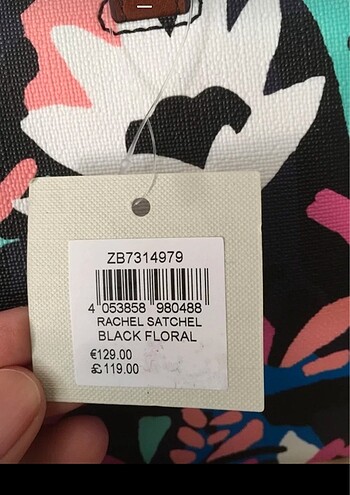 ZB7314979
4 053858 980488
RACHEL SATCHEL
BLACK FLORAL
€129.00
£119.00